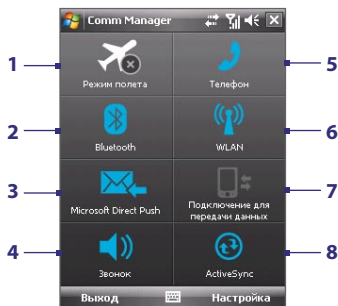 Comm Manager
1
Режим полета
5
Телефон
2
Bluetooth
6
WLAN
3
Microsoft Direct Push
7
Подключение для
передачи данных
4
Звонок
8
ActiveSync
Выход
Настройка